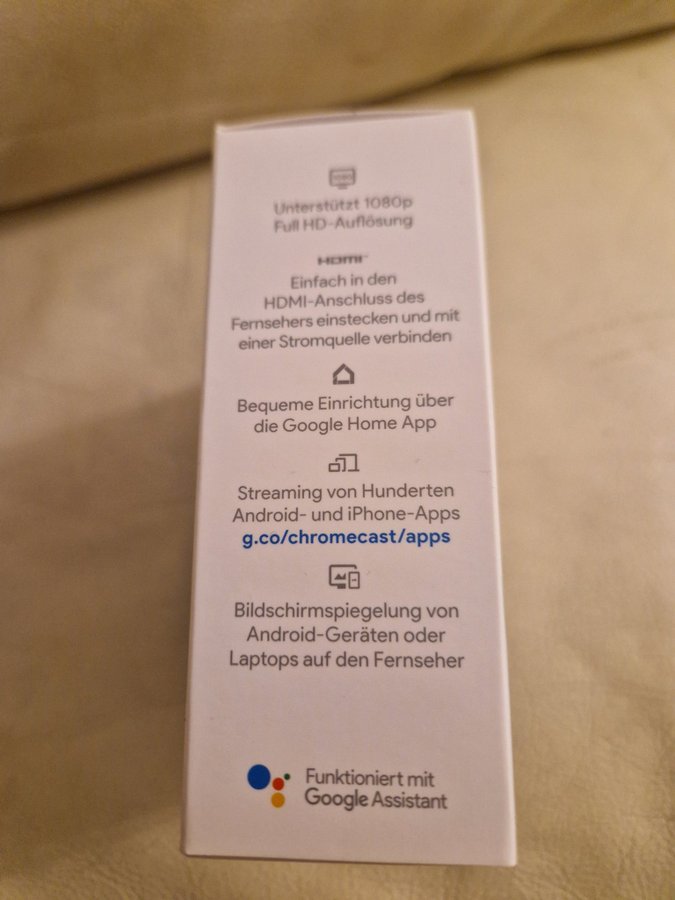 Unterstützt 1080p
Full HD-Auflösung
HDMI™
Einfach in den
HDMI-Anschluss des
Fernsehers einstecken und mit
einer Stromquelle verbinden
Bequeme Einrichtung über
die Google Home App
Streaming von Hunderten
Android- und iPhone-Apps
g.co/chromecast/apps
Bildschirmspiegelung von
Android-Geräten oder
Laptops auf den Fernseher
Funktioniert mit
Google Assistant